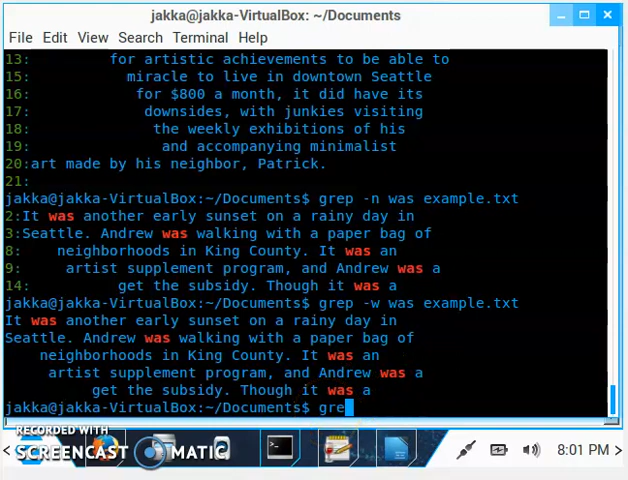 jakka@jakka-VirtualBox: ~/Documents
File Edit View Search Terminal Help
13: for artistic achievements to be able to
15: miracle to live in downtown Seattle
16: for $800 a month, it did have its
17: downsides, with junkies visiting
18: the weekly exhibitions of his
19: and accompanying minimalist
20:art made by his neighbor, Patrick.
21:
jakka@jakka-VirtualBox:~/Documents$ grep -n was example.txt
2:It was another early sunset on a rainy day in
3:Seattle. Andrew was walking with a paper bag of
8: neighborhoods in King County. It was an
9: artist supplement program, and Andrew was a
14: get the subsidy. Though it was a
jakka@jakka-VirtualBox:~/Documents$ grep -w was example.txt
It was another early sunset on a rainy day in
Seattle. Andrew was walking with a paper bag of
neighborhoods in King County. It was an
artist supplement program, and Andrew was a
get the subsidy. Though it was a
jakka@jakka-VirtualBox:~/Documents$ gre
RECORDED WITH
SCREENCAST MATIC
8:01 PM